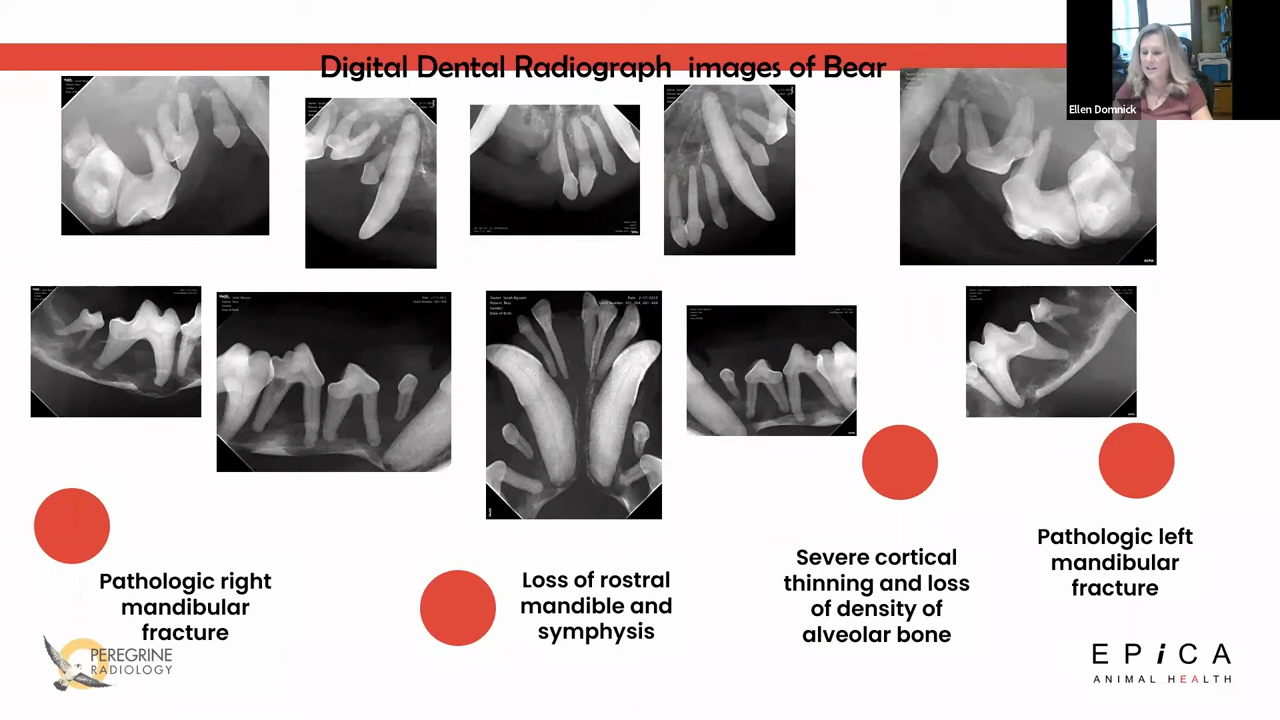 Digital Dental Radiograph images of Bear
Ellen Domnick
Pathologic right
mandibular
fracture
Loss of rostral
mandible and
symphysis
Severe cortical
thinning and loss
of density of
alveolar bone
Pathologic left
mandibular
fracture
PEREGRINE
RADIOLOGY
EPiCA
ANIMAL HEALTH